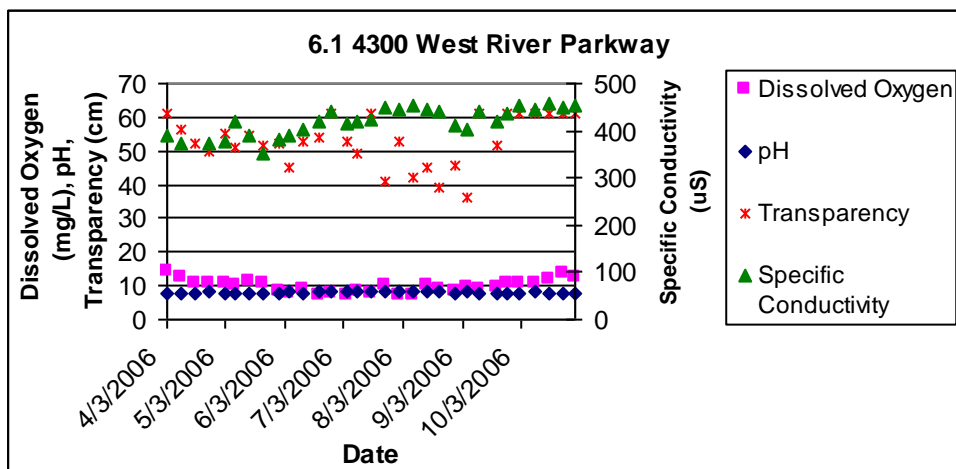 6.1 4300 West River Parkway
Dissolved Oxygen
(mg/L), pH,
Transparency (cm)
70
60
50
40
30
20
10
0
500
400
300
200
100
0
Specific Conductivity
(uS)
4/3/2006
5/3/2006
6/3/2006
7/3/2006
8/3/2006
9/3/2006
10/3/2006
Date
Dissolved Oxygen
pH
Transparency
Specific
Conductivity